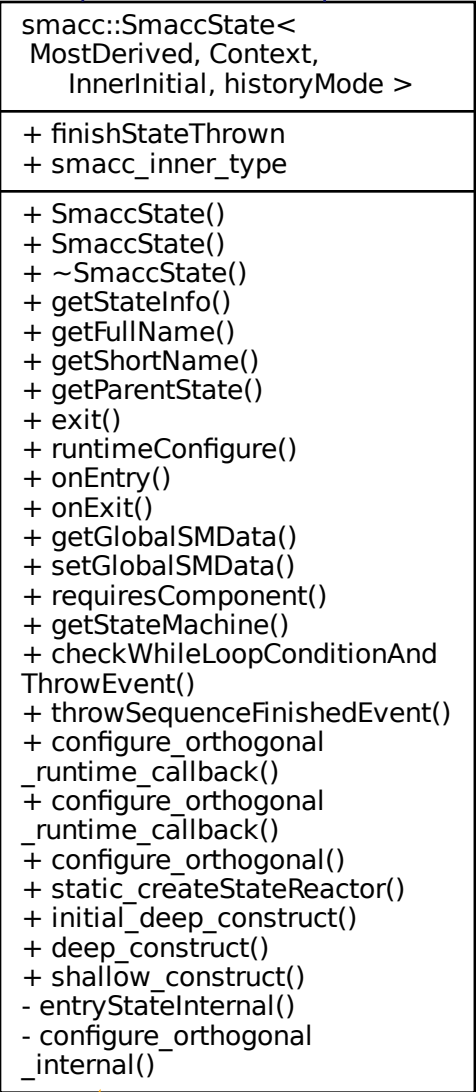 smacc::SmaccState<
MostDerived, Context,
InnerInitial, historyMode >
+ finishStateThrown
+ smacc_inner_type
+ SmaccState()
+ SmaccState()
+ ~SmaccState()
+ getStateInfo()
+ getFullName()
+ getShortName()
+ getParentState()
+ exit()
+ runtimeConfigure()
+ onEntry()
+ onExit()
+ getGlobalSMData()
+ setGlobalSMData()
+ requiresComponent()
+ getStateMachine()
+ checkWhileLoopConditionAnd
ThrowEvent()
+ throwSequenceFinishedEvent()
+ configure_orthogonal
_runtime_callback()
+ configure_orthogonal
_runtime_callback()
+ configure_orthogonal()
+ static_createStateReactor()
+ initial_deep_construct()
+ deep_construct()
+ shallow_construct()
- entryStateInternal()
- configure_orthogonal
_internal()